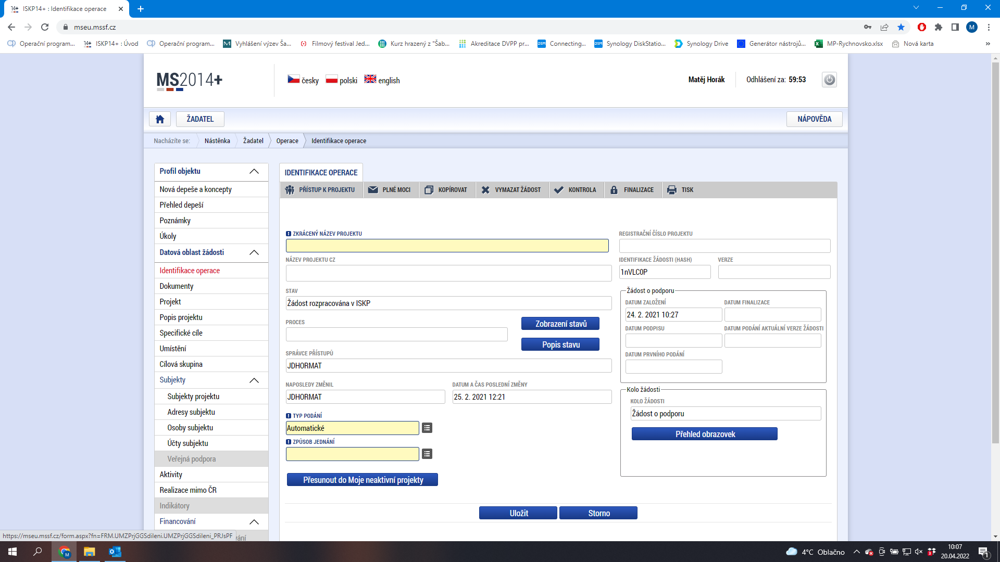 14+ ISKP14+ : Identifikace operace
mseu.mssf.cz
M
Operační program...
14+ ISKP14+ : Úvod
Operační program...
M Vyhlášení výzev Ša...
Filmový festival Jed...
Kurz hrazený z "Šab...
Akreditace DVPP pr...
DSM Connecting...
DSM Synology DiskStatio...
Synology Drive
Generátor nástrojů...
MP-Rychnovsko.xlsx
Nová karta
»
MS2014+
česky polski english
Matěj Horák
Odhlášení za: 59:53
ŽADATEL
NÁPOVĚDA
Nacházíte se: Nástěnka Žadatel Operace Identifikace operace
Profil objektu
Nová depeše a koncepty
Přehled depeší
Poznámky
Úkoly
Datová oblast žádosti
Identifikace operace
Dokumenty
Projekt
Popis projektu
Specifické cíle
Umístění
Cílová skupina
Subjekty
Subjekty projektu
Adresy subjektu
Osoby subjektu
Účty subjektu
Veřejná podpora
Aktivity
Realizace mimo ČR
Indikátory
Financování
IDENTIFIKACE OPERACE
PŘÍSTUP K PROJEKTU PLNÉ MOCI KOPÍROVAT VYMAZAT ŽÁDOST KONTROLA FINALIZACE TISK
ZKRÁCENÝ NÁZEV PROJEKTU
NÁZEV PROJEKTU CZ
STAV
Žádost rozpracována v ISKP
PROCES
Zobrazení stavů
Popis stavu
SPRÁVCE PŘÍSTUPŮ
JDHORMAT
NAPOSLEDY ZMĚNIL
JDHORMAT
DATUM A ČAS POSLEDNÍ ZMĚNY
25. 2. 2021 12:21
TYP PODÁNÍ
Automatické
ZPŮSOB JEDNÁNÍ
Přesunout do Moje neaktivní projekty
REGISTRAČNÍ ČÍSLO PROJEKTU
IDENTIFIKACE ŽÁDOSTI (HASH) VERZE
1nVLC0P
Žádost o podporu
DATUM ZALOŽENÍ DATUM FINALIZACE
24. 2. 2021 10:27
DATUM PODPISU DATUM PODÁNÍ AKTUÁLNÍ VERZE ŽÁDOSTI
DATUM PRVNÍHO PODÁNÍ
Kolo žádosti
KOLO ŽÁDOSTI
Žádost o podporu
Přehled obrazovek
Uložit Storno
https://mseu.mssf.cz/form.aspx?fn=FRM.UMZPrjGGSdileni.UMZPrjGGSdileni_PRJsPF
M
4°C Oblačno
3
10:07
20.04.2022
1